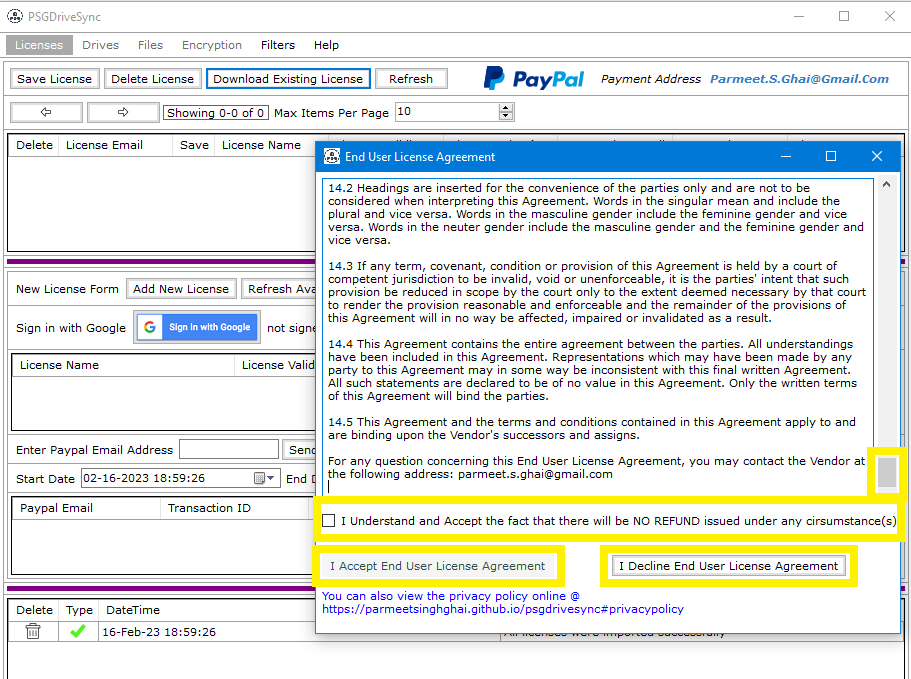 PSGDriveSync
Licenses Drives Files Encryption Filters Help
Save License Delete License Download Existing License Refresh PayPal Payment Address Parmeet.S.Ghai@Gmail.Com
Showing 0-0 of 0 Max Items Per Page 10
Delete License Email Save License Name
End User License Agreement
14.2 Headings are inserted for the convenience of the parties only and are not to be
considered when interpreting this Agreement. Words in the singular mean and include the
plural and vice versa. Words in the masculine gender include the feminine gender and vice
versa. Words in the neuter gender include the masculine gender and the feminine gender and
vice versa.
14.3 If any term, covenant, condition or provision of this Agreement is held by a court of
competent jurisdiction to be invalid, void or unenforceable, it is the parties' intent that such
provision be reduced in scope by the court only to the extent deemed necessary by that court
to render the provision reasonable and enforceable and the remainder of the provisions of
this Agreement will in no way be affected, impaired or invalidated as a result.
14.4 This Agreement contains the entire agreement between the parties. All understandings
have been included in this Agreement. Representations which may have been made by any
party to this Agreement may in some way be inconsistent with this final written Agreement.
All such statements are declared to be of no value in this Agreement. Only the written terms
of this Agreement will bind the parties.
14.5 This Agreement and the terms and conditions contained in this Agreement apply to and
are binding upon the Vendor's successors and assigns.
For any question concerning this End User License Agreement, you may contact the Vendor at
the following address: parmeet.s.ghai@gmail.com
I Understand and Accept the fact that there will be NO REFUND issued under any cirsumstance(s)
I Accept End User License Agreement I Decline End User License Agreement
You can also view the privacy policy online @
https://parmeetsinghghai.github.io/psgdrivesync#privacypolicy
New License Form Add New License Refresh Ava
Sign in with Google Sign in with Google not signe
License Name License Valid
Enter Paypal Email Address Send
Start Date 02-16-2023 18:59:26 End D
Paypal Email Transaction ID
Delete Type DateTime
16-Feb-23 18:59:26 All licenses were imported successfully